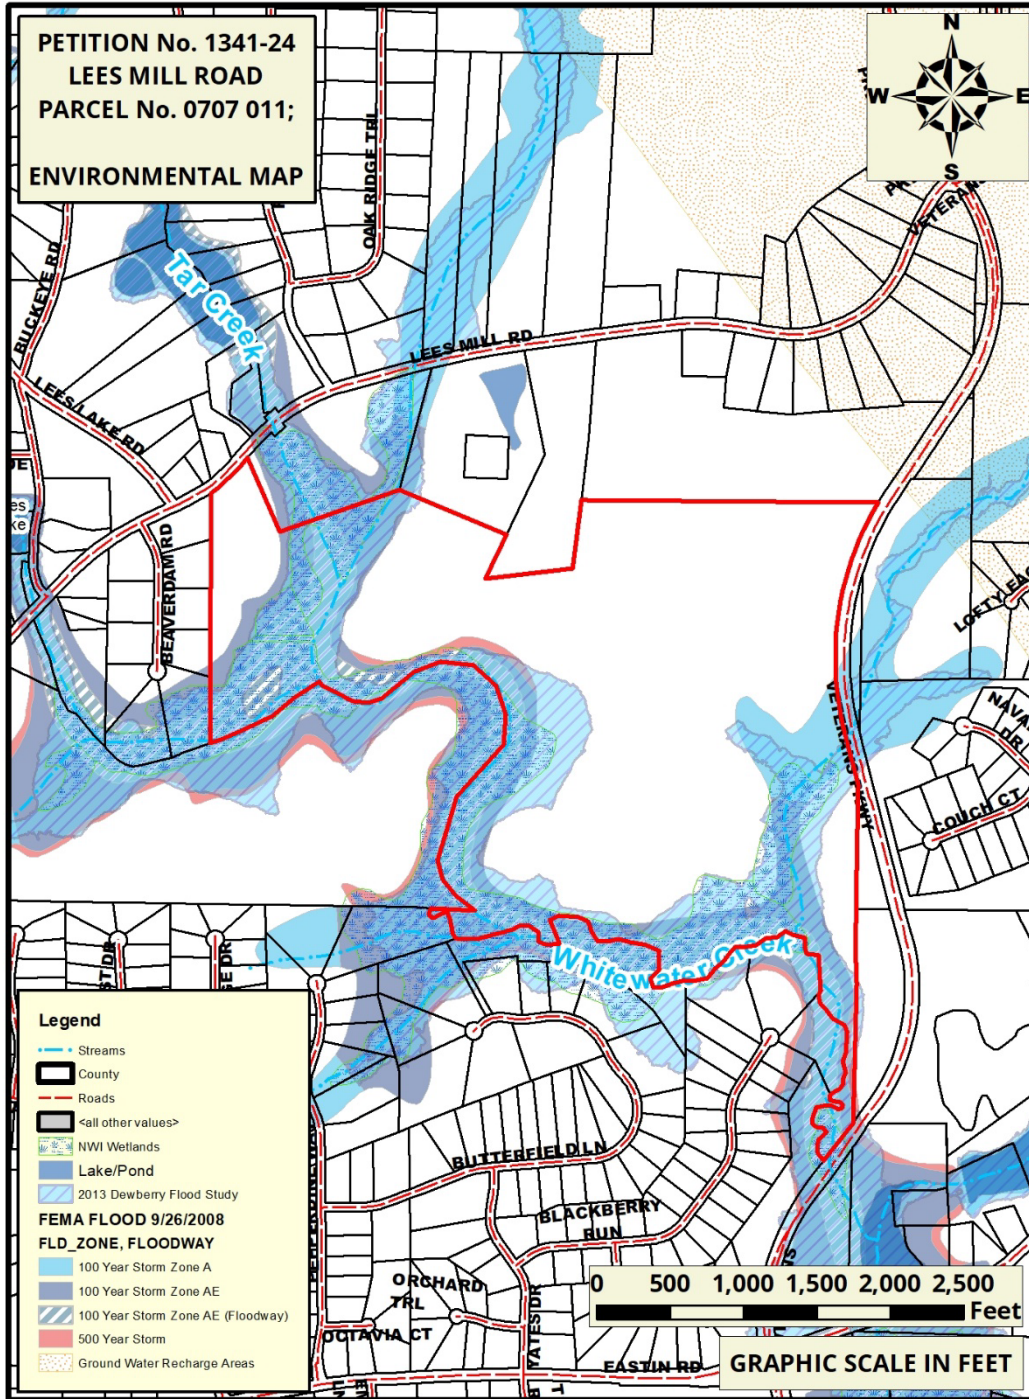 PETITION No. 1341-24
LEES MILL ROAD
PARCEL No. 0707 011;
ENVIRONMENTAL MAP
N
W
E
S
OAK RIDGE TRL
BUCKEYE RD
Tar Creek
VETERANS
LEES MILL RD
LEES LAKE RD
BEAVERDAM RD
VETERANS PKWY
COUCH CT
DR
Whitewater Creek
Legend
Streams
County
Roads
<all other values>
NWI Wetlands
Lake/Pond
2013 Dewberry Flood Study
FEMA FLOOD 9/26/2008
FLD_ZONE, FLOODWAY
100 Year Storm Zone A
100 Year Storm Zone AE
100 Year Storm Zone AE (Floodway)
500 Year Storm
Ground Water Recharge Areas
BUTTERFIELD LN
BLACKBERRY
RUN
ORCHARD
TRL
OCTAVIA CT
YATES DR
EASTIN RD
0 500 1,000 1,500 2,000 2,500
Feet
GRAPHIC SCALE IN FEET